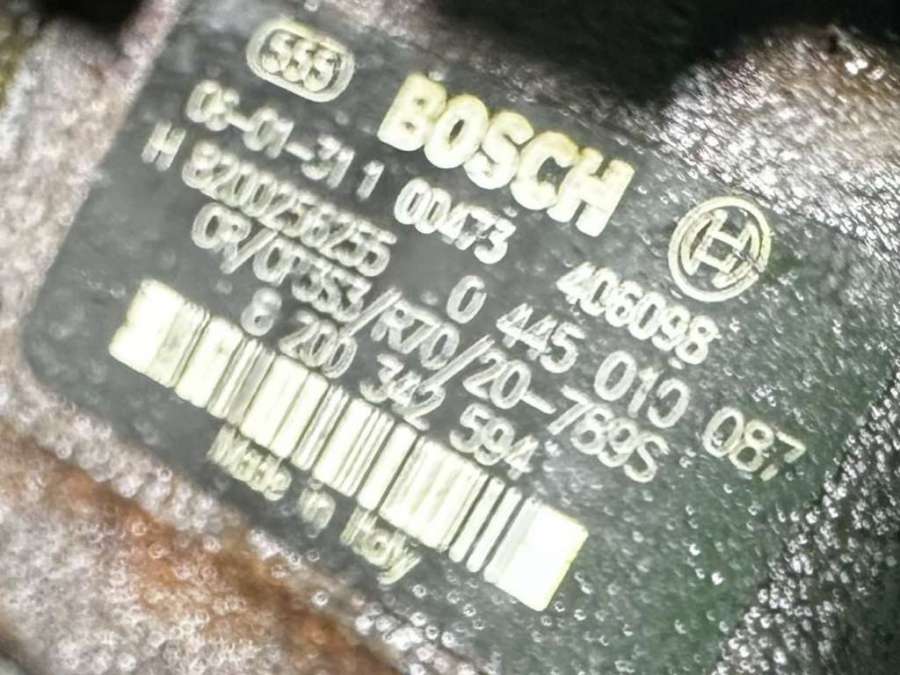 555 BOSCH
06-01-31 1 00473 406098
H 8200256255 0 445 010 087
CR/CP3S3/R70/20-789S
8 200 342 594
Made in Italy